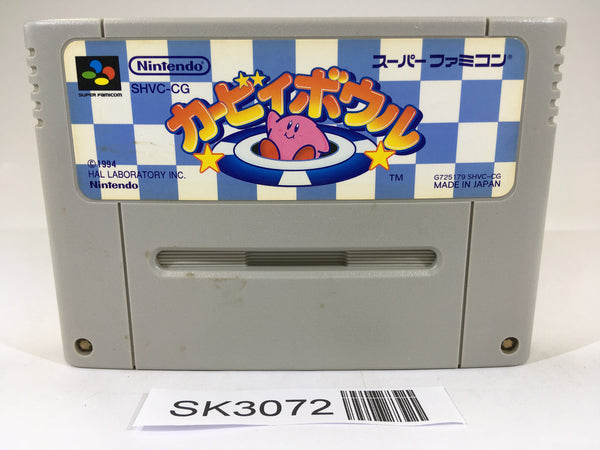 Nintendo
SHVC-CG
SUPER FAMICOM
カービィボウル
スーパーファミコン
©1994
HAL LABORATORY INC.
Nintendo
TM
G725179 SHVC-CG
MADE IN JAPAN
SK3072